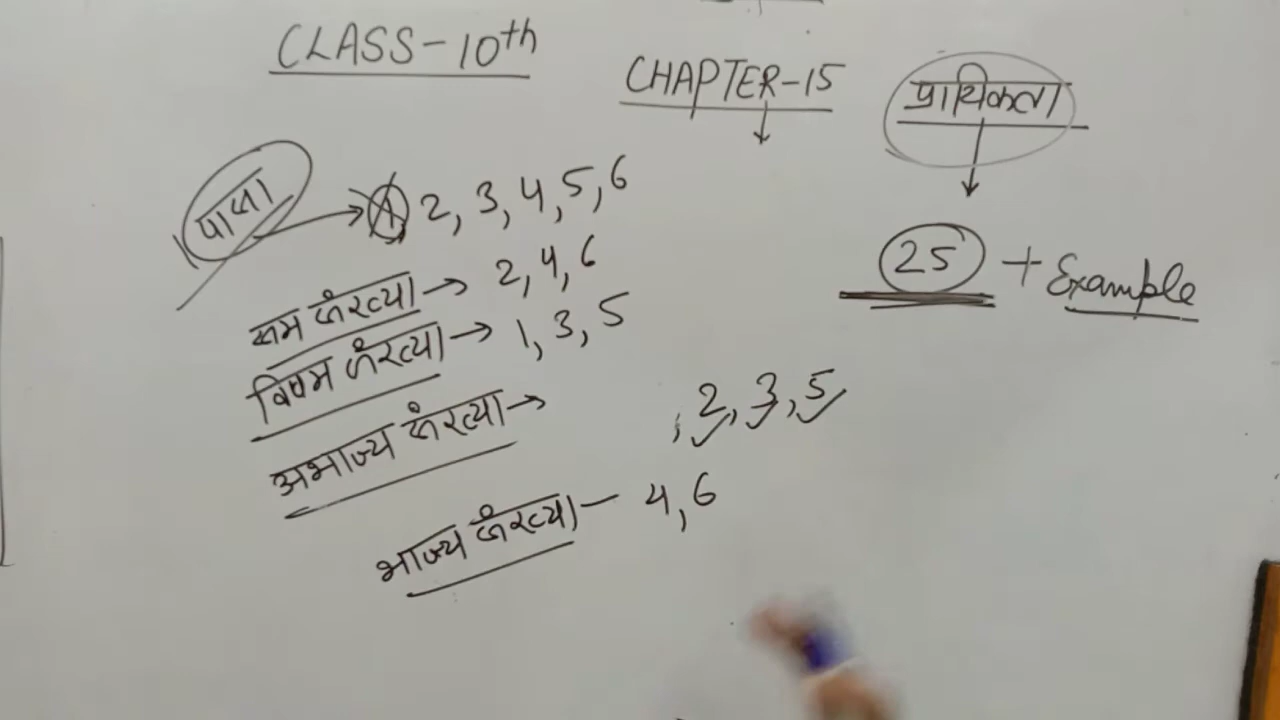 CLASS-10th
CHAPTER-15
प्रायिकता
पासा → 1 2, 3, 4, 5, 6
25 + Example
सम संख्या → 2, 4, 6
विषम संख्या → 1, 3, 5
अभाज्य संख्या → , 2, 3, 5
भाज्य संख्या - 4, 6